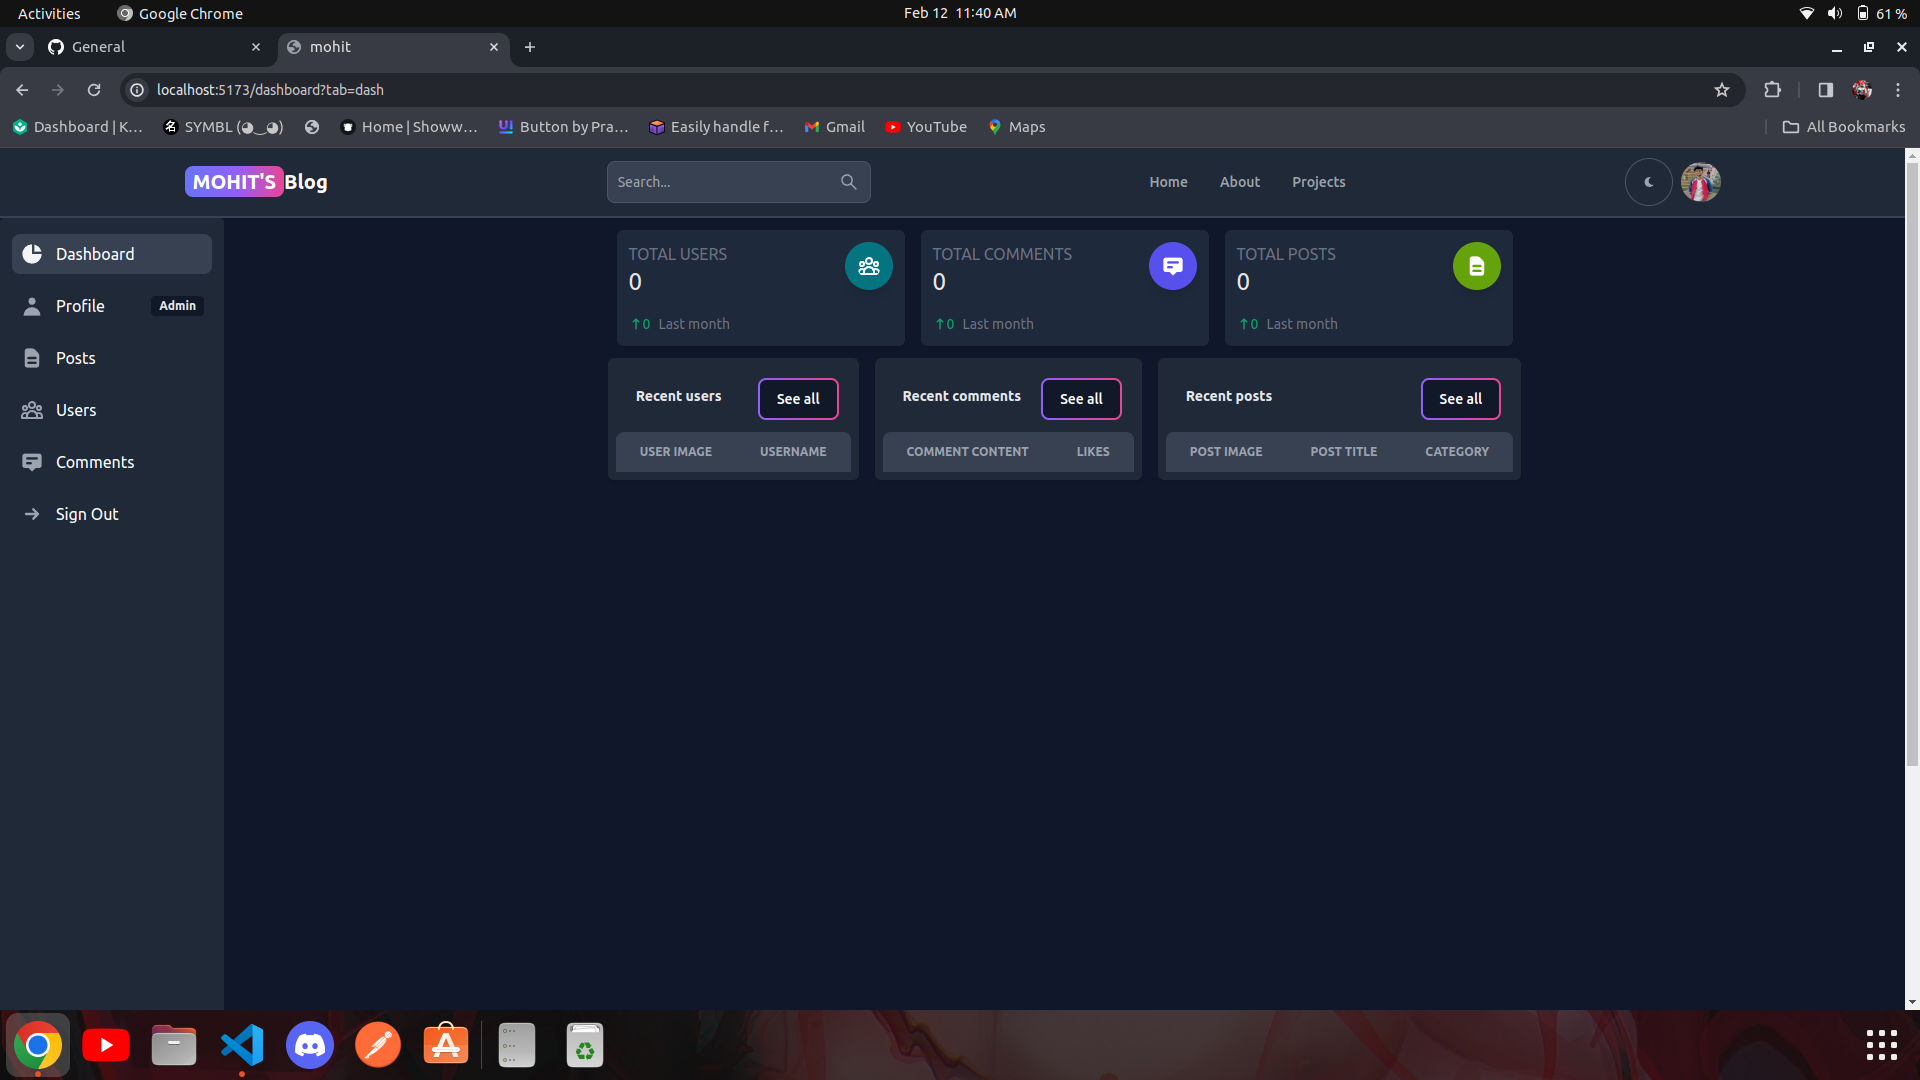 Activities
Google Chrome
Feb 12 11:40 AM
61 %
General
mohit
localhost:5173/dashboard?tab=dash
Dashboard | K...
SYMBL (◕‿◕)
Home | Showw...
Button by Pra...
Easily handle f...
Gmail
YouTube
Maps
All Bookmarks
MOHIT'S Blog
Search...
Home
About
Projects
Dashboard
Profile
Admin
Posts
Users
Comments
Sign Out
TOTAL USERS
0
↑0 Last month
TOTAL COMMENTS
0
↑0 Last month
TOTAL POSTS
0
↑0 Last month
Recent users
See all
USER IMAGE USERNAME
Recent comments
See all
COMMENT CONTENT LIKES
Recent posts
See all
POST IMAGE POST TITLE CATEGORY